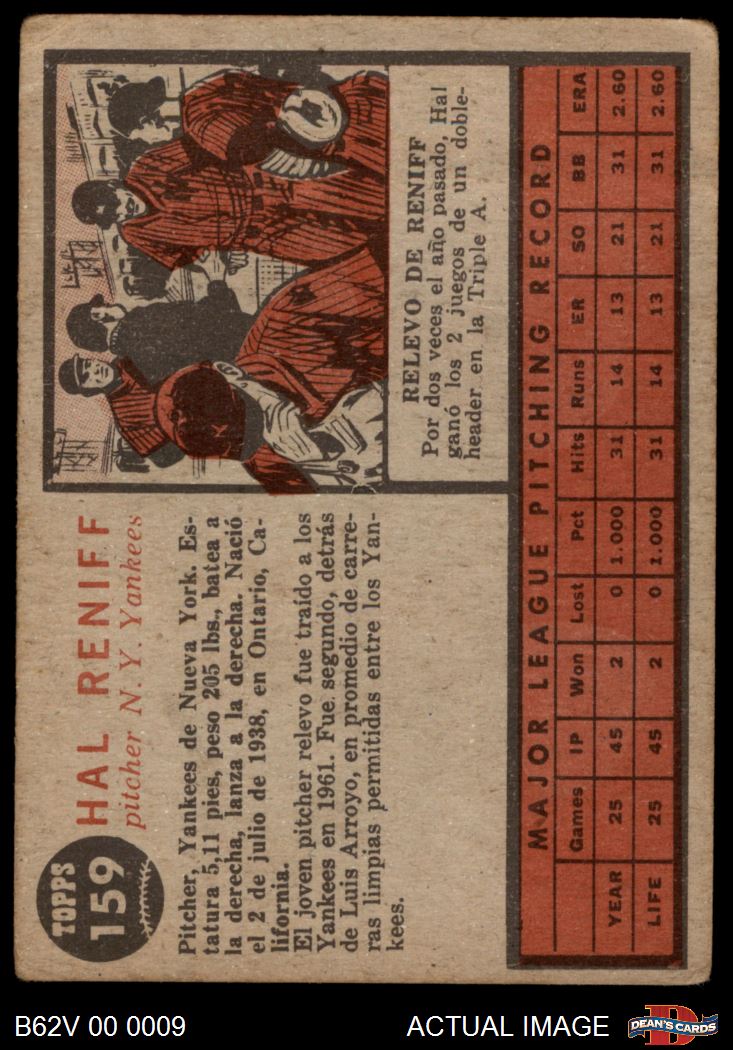 TOPPS
159
HAL RENIFF
pitcher N. Y. Yankees
Pitcher, Yankees de Nueva York. Es-
tatura 5,11 pies, peso 205 lbs., batea a
la derecha, lanza a la derecha. Nació
el 2 de julio de 1938, en Ontario, Ca-
lifornia.
El joven pitcher relevo fue traído a los
Yankees en 1961. Fue segundo, detrás
de Luis Arroyo, en promedio de carre-
ras limpias permitidas entre los Yan-
kees.
RELEVO DE RENIFF
Por dos veces el año pasado, Hal
ganó los 2 juegos de un doble-
header en la Triple A.
MAJOR LEAGUE PITCHING RECORD
Games IP Won Lost Pct Hits Runs ER SO BB ERA
YEAR 25 45 2 0 1.000 31 14 13 21 31 2.60
LIFE 25 45 2 0 1.000 31 14 13 21 31 2.60
B62V 00 0009
ACTUAL IMAGE
D
DEAN'S CARDS